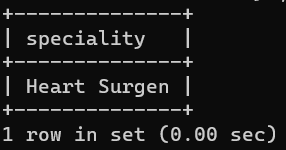 +--------------+
| speciality   |
+--------------+
| Heart Surgen |
+--------------+
1 row in set (0.00 sec)